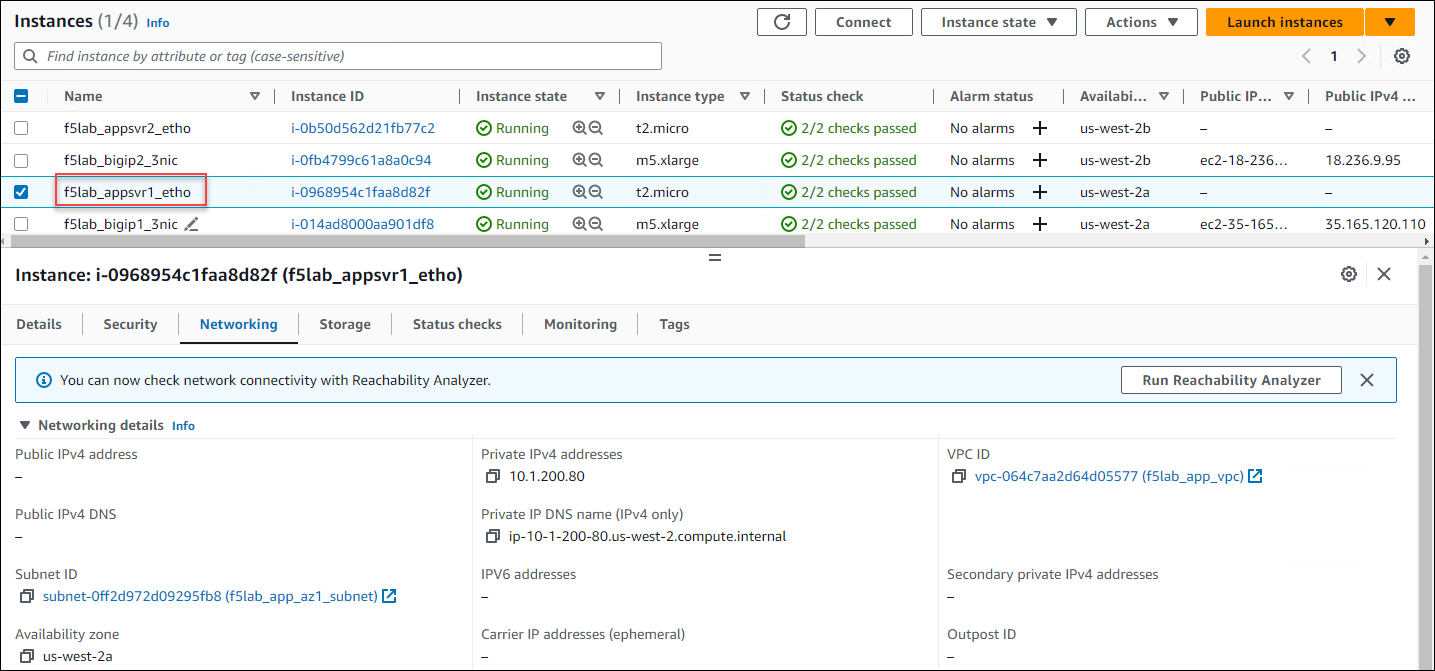 Instances (1/4) Info Connect Instance state Actions Launch instances
Find instance by attribute or tag (case-sensitive) 1
Name Instance ID Instance state Instance type Status check Alarm status Availabi... Public IP... Public IPv4 ...
f5lab_appsvr2_etho i-0b50d562d21fb77c2 Running t2.micro 2/2 checks passed No alarms + us-west-2b – –
f5lab_bigip2_3nic i-0fb4799c61a8a0c94 Running m5.xlarge 2/2 checks passed No alarms + us-west-2b ec2-18-236... 18.236.9.95
f5lab_appsvr1_etho i-0968954c1faa8d82f Running t2.micro 2/2 checks passed No alarms + us-west-2a – –
f5lab_bigip1_3nic i-014ad8000aa901df8 Running m5.xlarge 2/2 checks passed No alarms + us-west-2a ec2-35-165... 35.165.120.110
Instance: i-0968954c1faa8d82f (f5lab_appsvr1_etho)
Details Security Networking Storage Status checks Monitoring Tags
You can now check network connectivity with Reachability Analyzer. Run Reachability Analyzer
Networking details Info
Public IPv4 address Private IPv4 addresses VPC ID
– 10.1.200.80 vpc-064c7aa2d64d05577 (f5lab_app_vpc)
Public IPv4 DNS Private IP DNS name (IPv4 only)
– ip-10-1-200-80.us-west-2.compute.internal
Subnet ID IPV6 addresses Secondary private IPv4 addresses
subnet-0ff2d972d09295fb8 (f5lab_app_az1_subnet) – –
Availability zone Carrier IP addresses (ephemeral) Outpost ID
us-west-2a – –